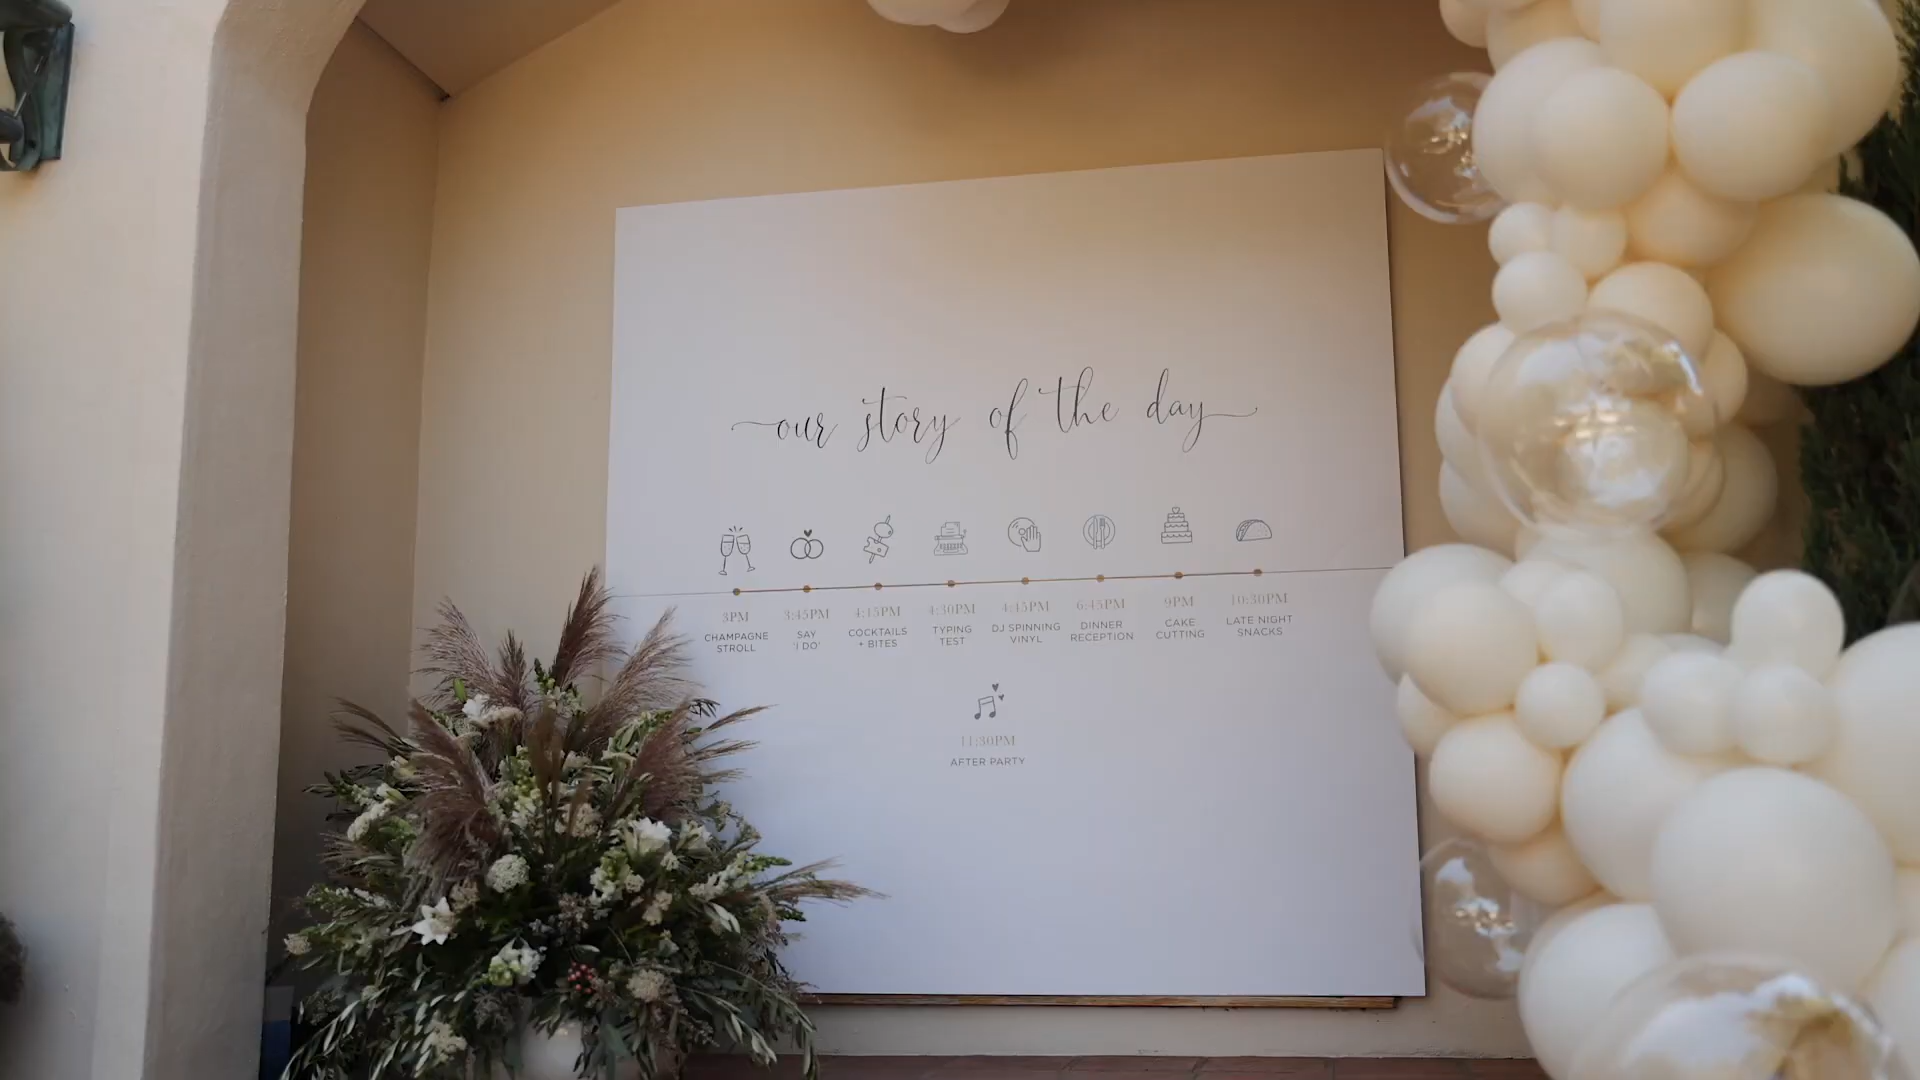 our story of the day
3PM
CHAMPAGNE
STROLL
3:45PM
SAY
'I DO'
4:15PM
COCKTAILS
+ BITES
4:30PM
TYPING
TEST
4:45PM
DJ SPINNING
VINYL
6:45PM
DINNER
RECEPTION
9PM
CAKE
CUTTING
10:30PM
LATE NIGHT
SNACKS
11:30PM
AFTER PARTY